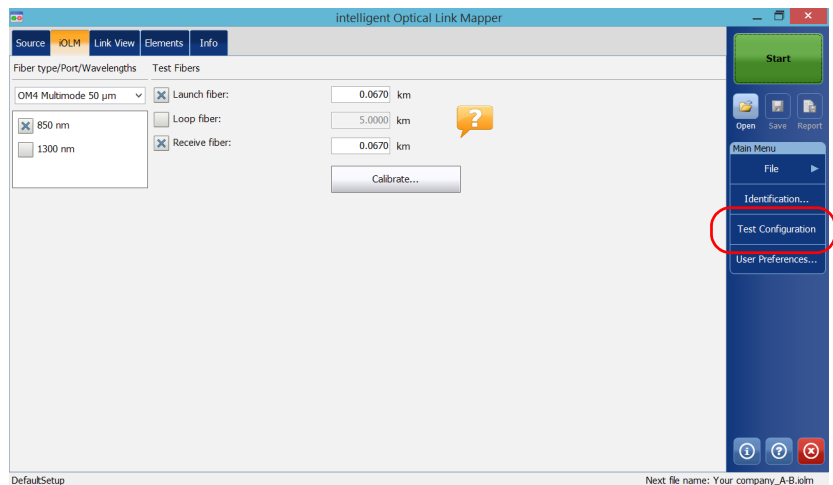 intelligent Optical Link Mapper
Source iOLM Link View Elements Info
Fiber type/Port/Wavelengths Test Fibers
OM4 Multimode 50 µm
850 nm
1300 nm
Launch fiber: 0.0670 km
Loop fiber: 5.0000 km
Receive fiber: 0.0670 km
?
Calibrate...
Start
Open Save Report
Main Menu
File
Identification...
Test Configuration
User Preferences...
DefaultSetup
Next file name: Your company_A-B.iolm